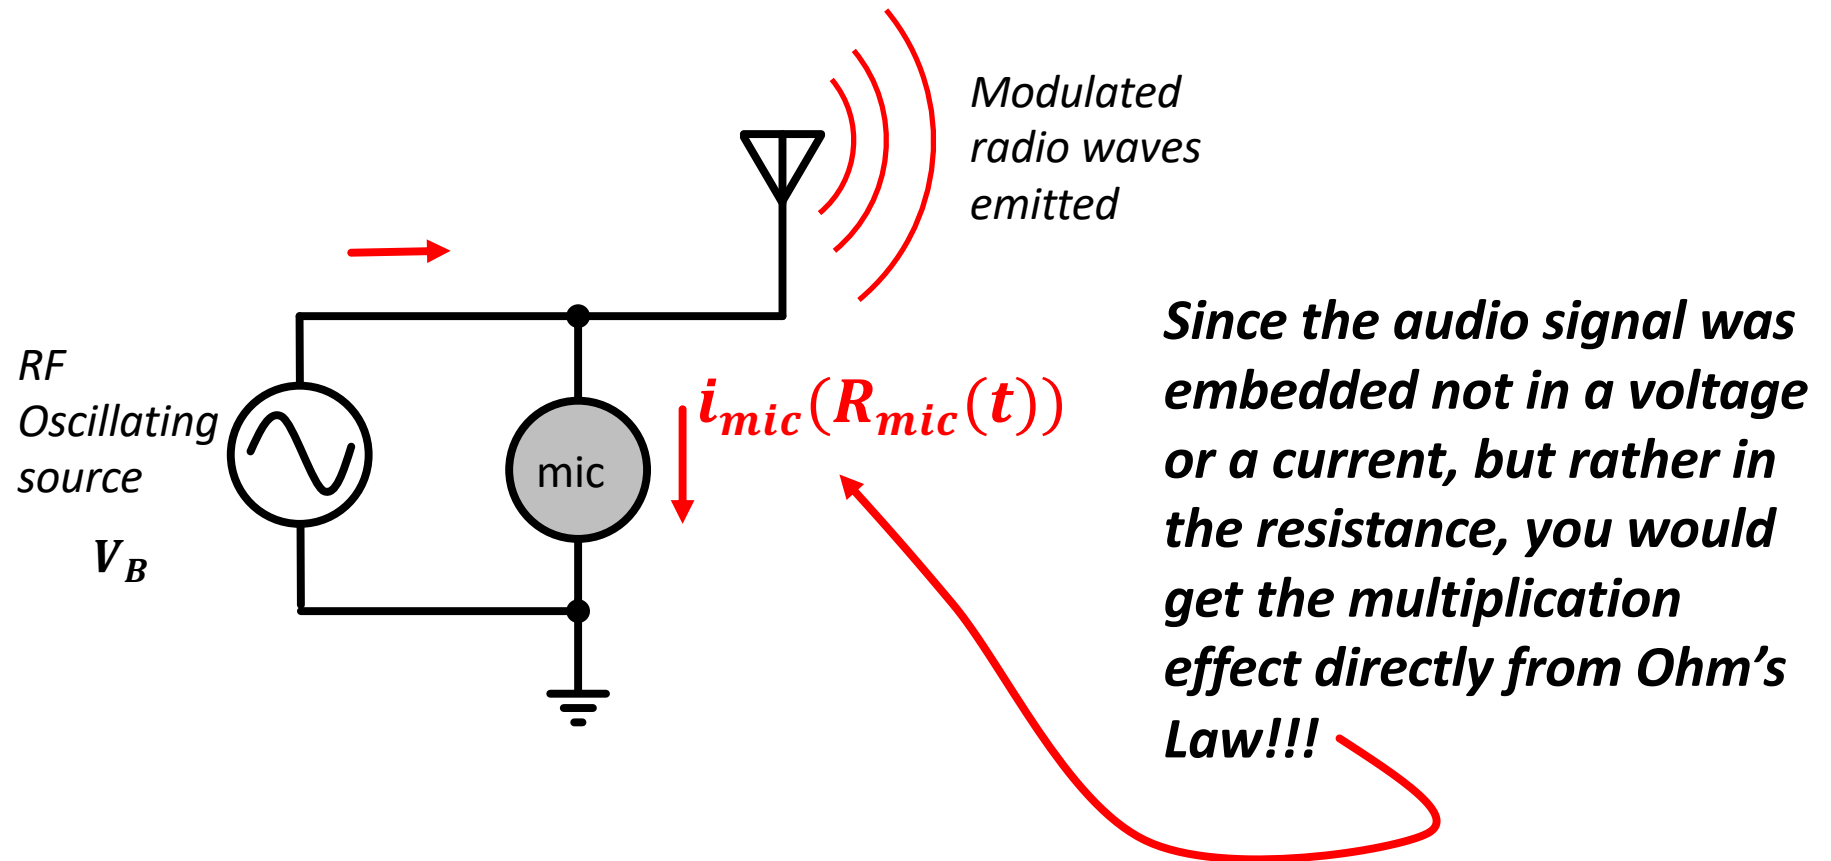 Modulated
radio waves
emitted
RF
Oscillating
source
V_B
mic
i_mic(R_mic(t))
Since the audio signal was
embedded not in a voltage
or a current, but rather in
the resistance, you would
get the multiplication
effect directly from Ohm’s
Law!!!